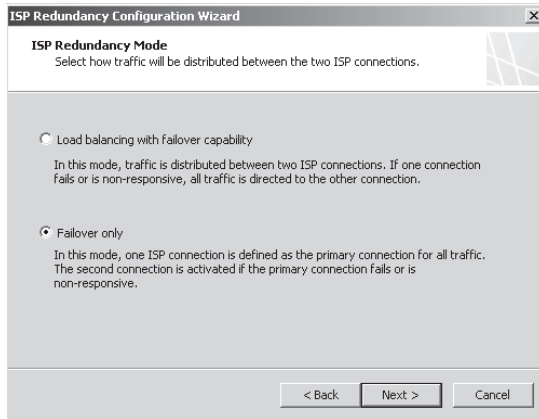 ISP Redundancy Configuration Wizard
ISP Redundancy Mode
Select how traffic will be distributed between the two ISP connections.
Load balancing with failover capability
In this mode, traffic is distributed between two ISP connections. If one connection
fails or is non-responsive, all traffic is directed to the other connection.
Failover only
In this mode, one ISP connection is defined as the primary connection for all traffic.
The second connection is activated if the primary connection fails or is
non-responsive.
< Back Next > Cancel